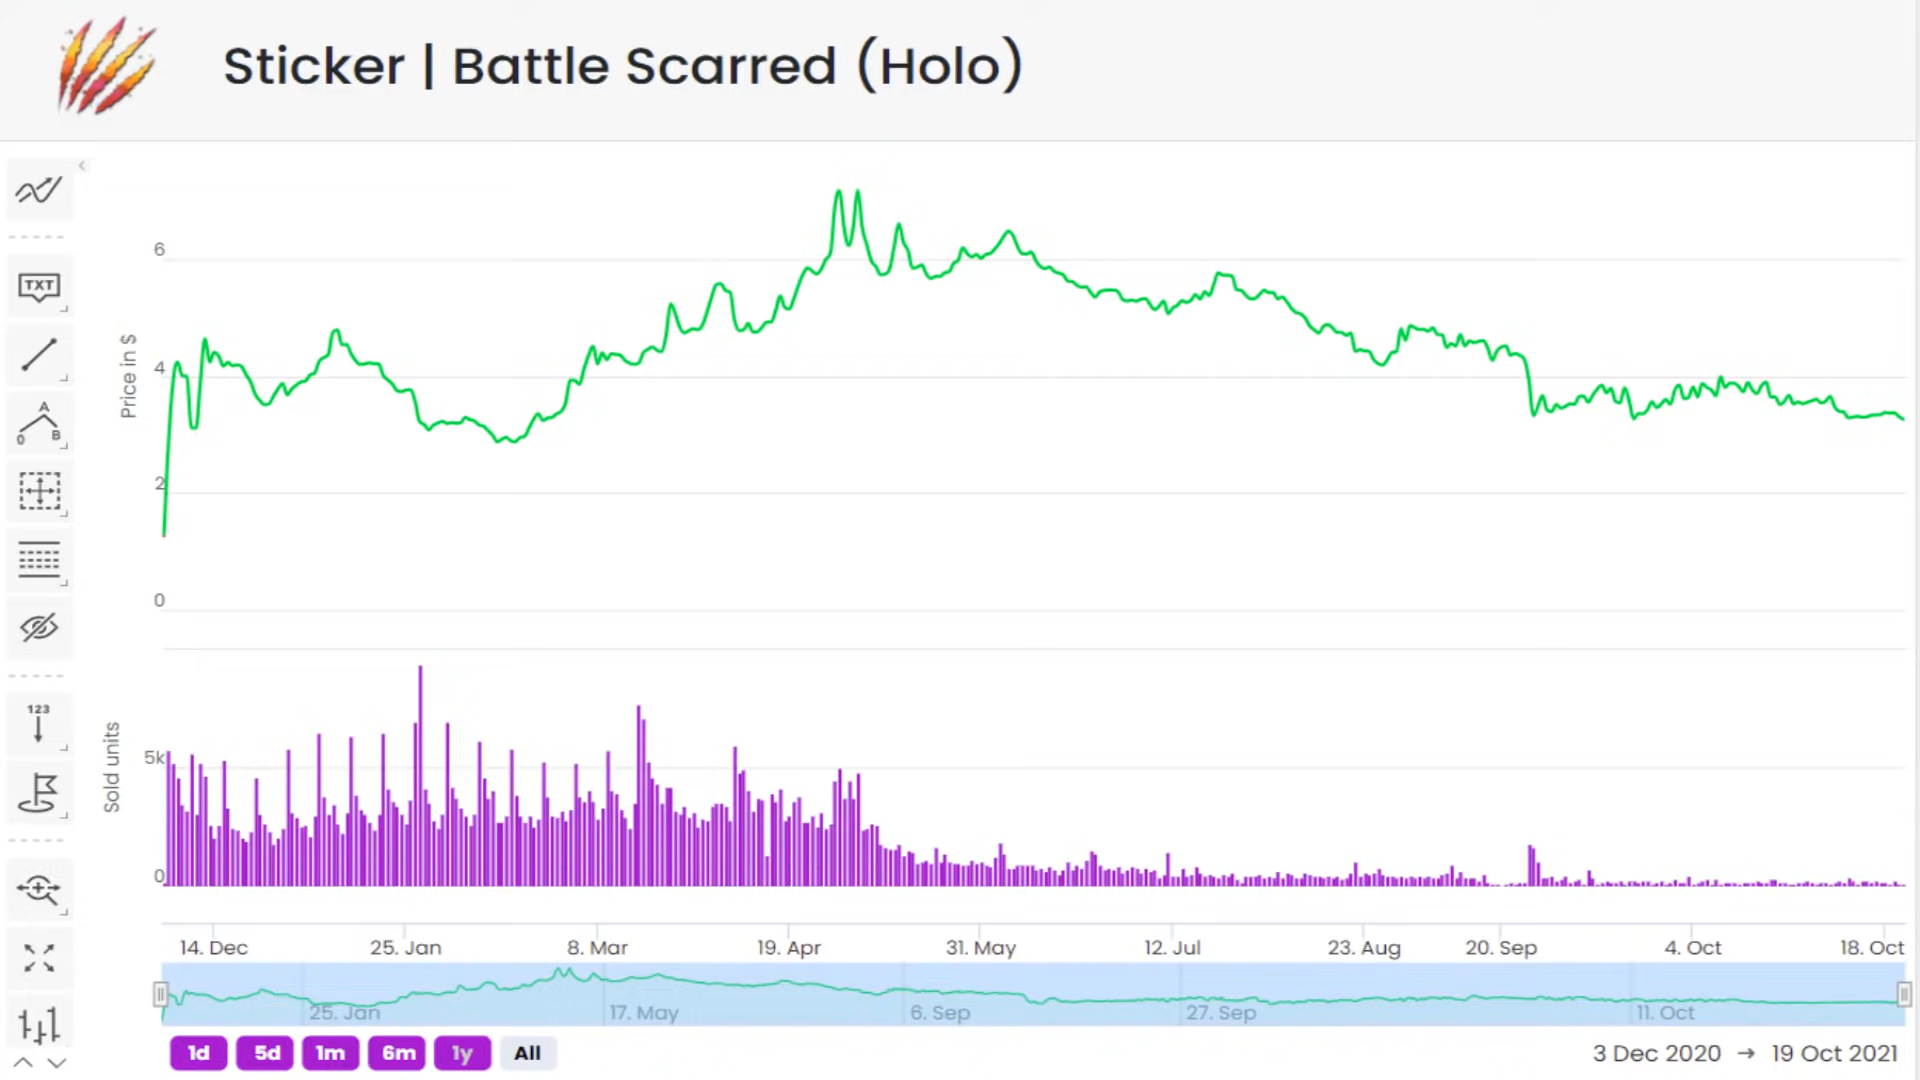 Sticker | Battle Scarred (Holo)
TXT
A
0 B
123
Price in $
6
4
2
0
Sold units
5k
0
14. Dec 25. Jan 8. Mar 19. Apr 31. May 12. Jul 23. Aug 20. Sep 4. Oct 18. Oct
25. Jan 17. May 6. Sep 27. Sep 11. Oct
1d 5d 1m 6m 1y All
3 Dec 2020 → 19 Oct 2021